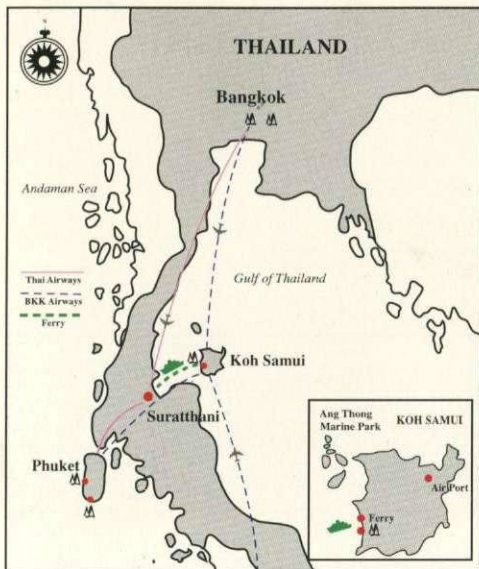 THAILAND
Bangkok
Andaman Sea
Gulf of Thailand
Thai Airways
BKK Airways
Ferry
Koh Samui
Suratthani
Phuket
Ang Thong
Marine Park
KOH SAMUI
Air Port
Ferry